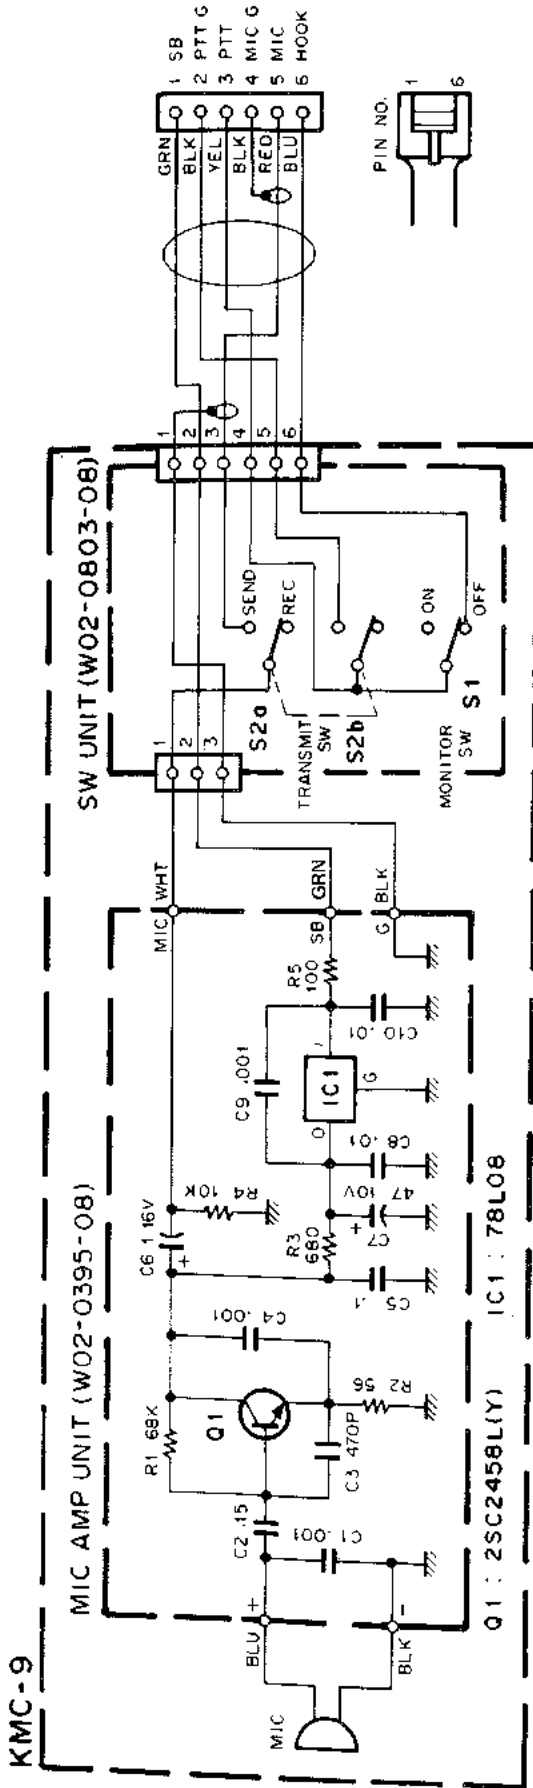 KMC-9
MIC AMP UNIT (W02-0395-08)
SW UNIT (W02-0803-08)
MIC
BLU
+
BLK
-
C2 .15
C1 .001
R1 68K
Q1
C3 470P
C4 .001
R2 56
C6 1 16V
+
R4 10K
R3
680
C5 .1
C7
47 10V
+
C8 .01
C9 .001
O
IC1
I
G
C10 .01
R5
100
MIC WHT
SB GRN
G BLK
Q1 : 2SC2458L(Y)
IC1 : 78L08
1
2
3
S2a
SEND
REC
TRANSMIT
SW
S2b
MONITOR
SW
S1
ON
OFF
1
2
3
4
5
6
GRN
BLK
YEL
BLK
RED
BLU
1 SB
2 PTT G
3 PTT
4 MIC G
5 MIC
6 HOOK
PIN NO.
1
6